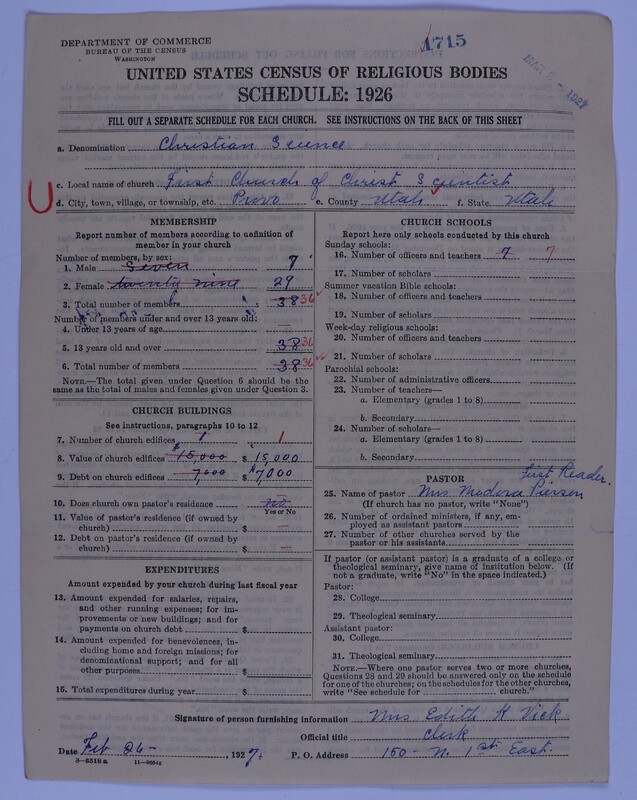 DEPARTMENT OF COMMERCE
BUREAU OF THE CENSUS
WASHINGTON
1715
UNITED STATES CENSUS OF RELIGIOUS BODIES
SCHEDULE: 1926
FILL OUT A SEPARATE SCHEDULE FOR EACH CHURCH. SEE INSTRUCTIONS ON THE BACK OF THIS SHEET
a. Denomination Christian Science
c. Local name of church First Church of Christ Scientist
d. City, town, village, or township, etc. Provo e. County Utah f. State Utah
MEMBERSHIP
Report number of members according to definition of
member in your church
Number of members, by sex:
1. Male Seven 7
2. Female twenty nine 29
3. Total number of members 38 36
Number of members under and over 13 years old:
4. Under 13 years of age
5. 13 years old and over 38 36
6. Total number of members 38 36
NOTE.—The total given under Question 6 should be
the same as the total of males and females given under Question 3.
CHURCH BUILDINGS
See instructions, paragraphs 10 to 12
7. Number of church edifices 1 1
8. Value of church edifices $15,000 $ 15,000
9. Debt on church edifices 7,000 $ 7,000
10. Does church own pastor's residence No
Yes or No
11. Value of pastor's residence (if owned by
church) $
12. Debt on pastor's residence (if owned by
church) $
EXPENDITURES
Amount expended by your church during last fiscal year
13. Amount expended for salaries, repairs,
and other running expenses; for im-
provements or new buildings; and for
payments on church debt $
14. Amount expended for benevolences, in-
cluding home and foreign missions; for
denominational support; and for all
other purposes $
15. Total expenditures during year $
CHURCH SCHOOLS
Report here only schools conducted by this church
Sunday schools:
16. Number of officers and teachers 7 7
17. Number of scholars
Summer vacation Bible schools:
18. Number of officers and teachers
19. Number of scholars
Week-day religious schools:
20. Number of officers and teachers
21. Number of scholars
Parochial schools:
22. Number of administrative officers
23. Number of teachers—
a. Elementary (grades 1 to 8)
b. Secondary
24. Number of scholars—
a. Elementary (grades 1 to 8)
b. Secondary
PASTOR
First Reader.
25. Name of pastor Mrs Madora Pierson
(If church has no pastor, write "None")
26. Number of ordained ministers, if any, em-
ployed as assistant pastors
27. Number of other churches served by the
pastor or his assistants
If pastor (or assistant pastor) is a graduate of a college or
theological seminary, give name of institution below. (If
not a graduate, write "No" in the space indicated.)
Pastor:
28. College
29. Theological seminary
Assistant pastor:
30. College
31. Theological seminary
NOTE.—Where one pastor serves two or more churches,
Questions 28 and 29 should be answered only on the schedule
for one of the churches; on the schedules for the other churches,
write "See schedule for church."
Signature of person furnishing information Mrs Edith H Vick
Official title Clerk
Date Feb 26 -, 1927. P. O. Address 150 - N. 1st East.